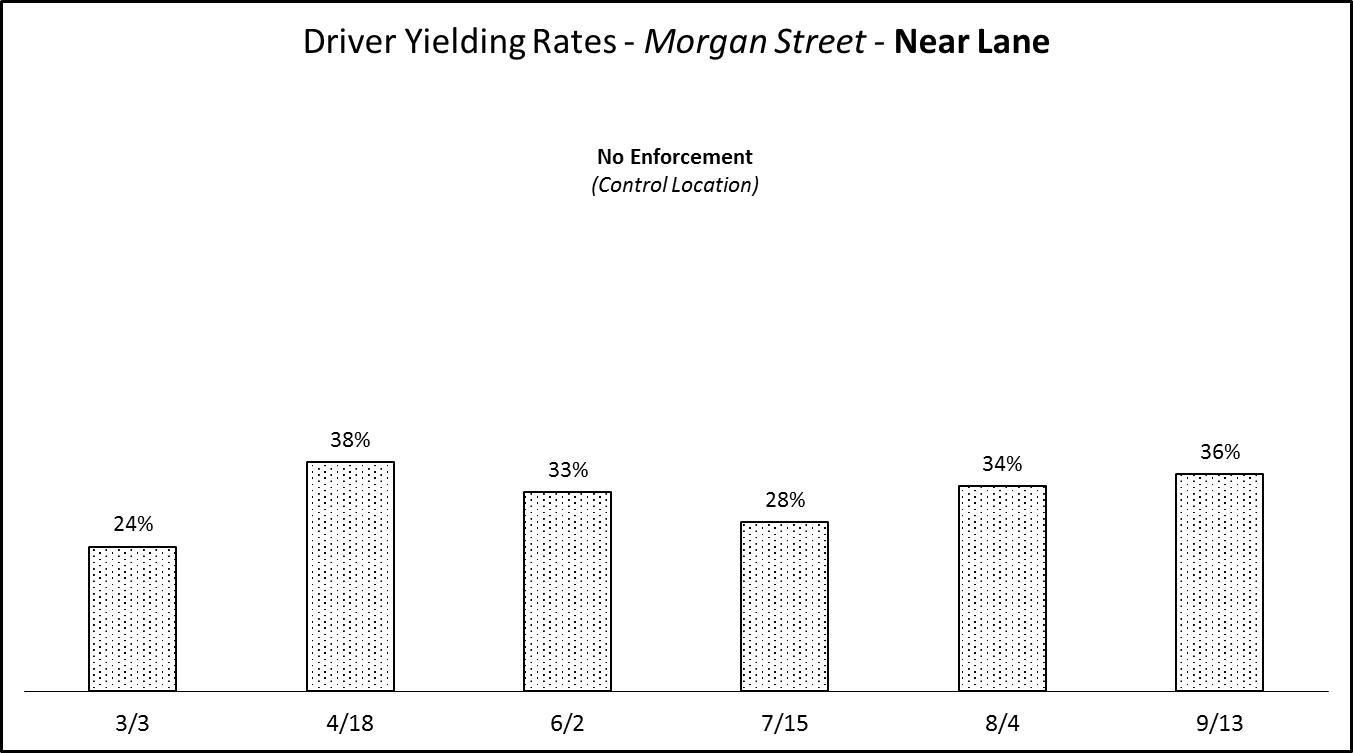 Driver Yielding Rates - Morgan Street - Near Lane
No Enforcement
(Control Location)
38%
36%
34%
33%
28%
24%
3/3 4/18 6/2 7/15 8/4 9/13